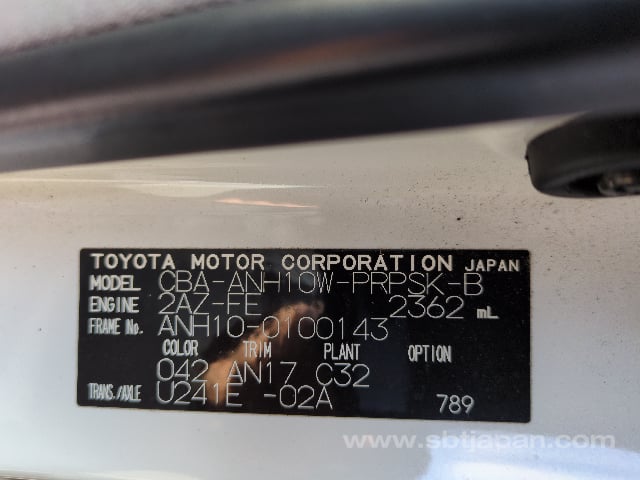 TOYOTA MOTOR CORPORATION JAPAN
MODEL CBA-ANH10W-PRPSK-B
ENGINE 2AZ-FE 2362 mL
FRAME No. ANH10-0100143
COLOR TRIM PLANT OPTION
042 AN17 C32
TRANS./AXLE U241E -02A 789
www.sbtjapan.com